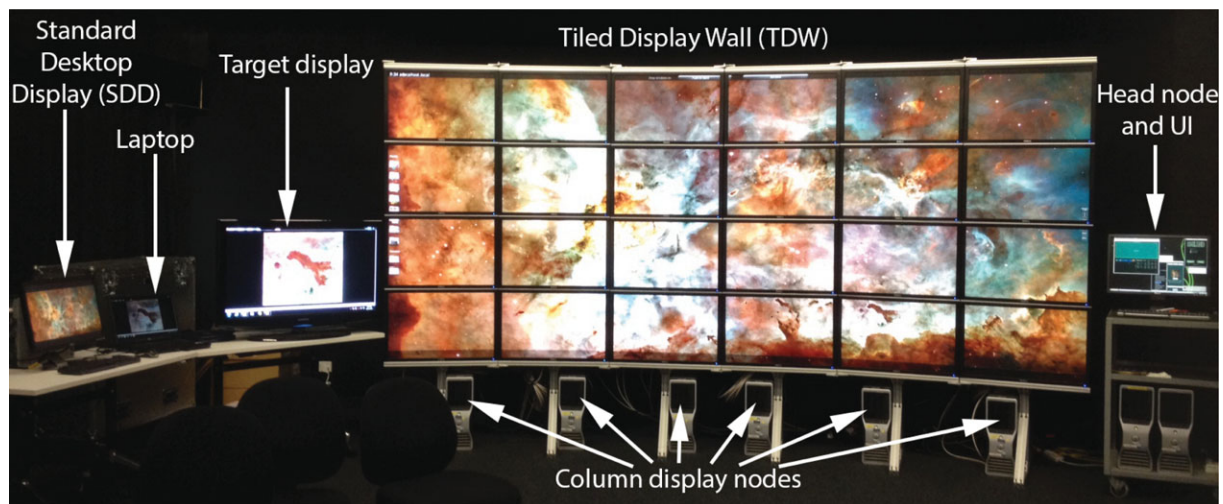 Standard
Desktop
Display (SDD)
Laptop
Target display
Tiled Display Wall (TDW)
Head node
and UI
Column display nodes